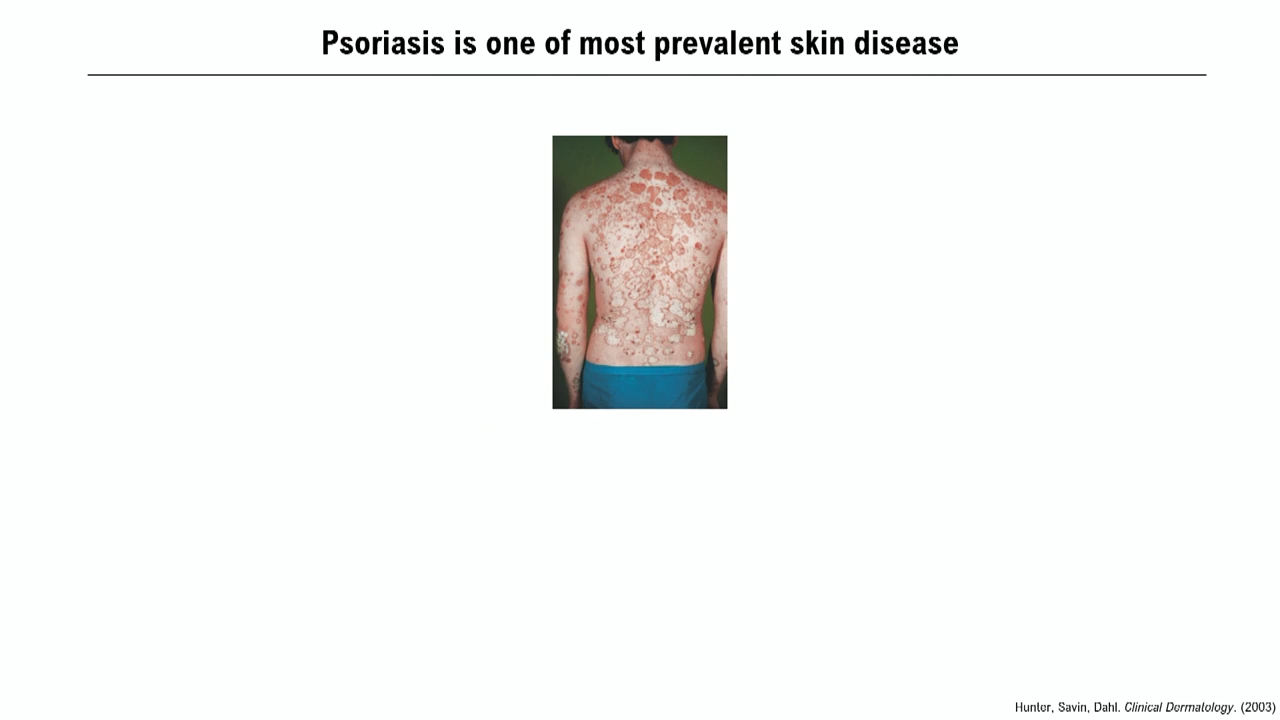 Psoriasis is one of most prevalent skin disease
Hunter, Savin, Dahl. Clinical Dermatology. (2003)